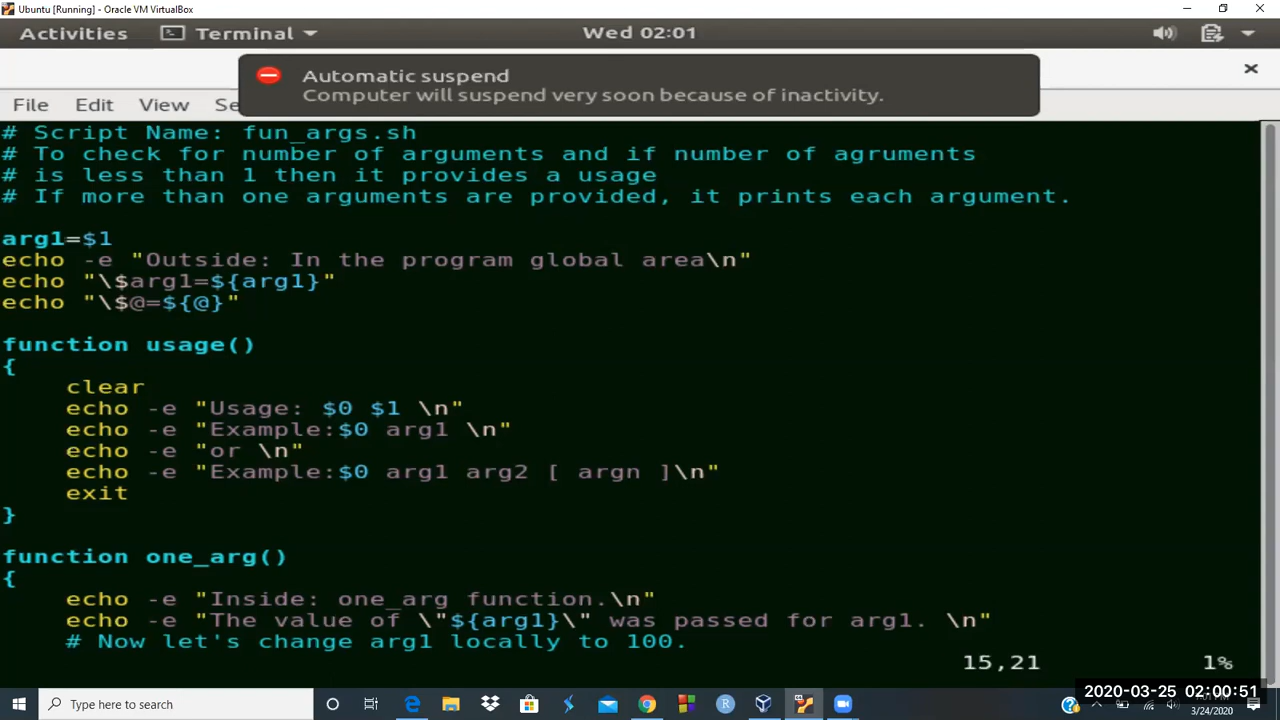 Ubuntu [Running] - Oracle VM VirtualBox
Activities Terminal Wed 02:01
Automatic suspend
Computer will suspend very soon because of inactivity.
File Edit View Se
# Script Name: fun_args.sh
# To check for number of arguments and if number of agruments
# is less than 1 then it provides a usage
# If more than one arguments are provided, it prints each argument.
arg1=$1
echo -e "Outside: In the program global area\n"
echo "\$arg1=${arg1}"
echo "\$@=${@}"
function usage()
{
clear
echo -e "Usage: $0 $1 \n"
echo -e "Example:$0 arg1 \n"
echo -e "or \n"
echo -e "Example:$0 arg1 arg2 [ argn ]\n"
exit
}
function one_arg()
{
echo -e "Inside: one_arg function.\n"
echo -e "The value of \"${arg1}\" was passed for arg1. \n"
# Now let's change arg1 locally to 100.
15,21 1%
Type here to search
2020-03-25 02:00:51
3/24/2020